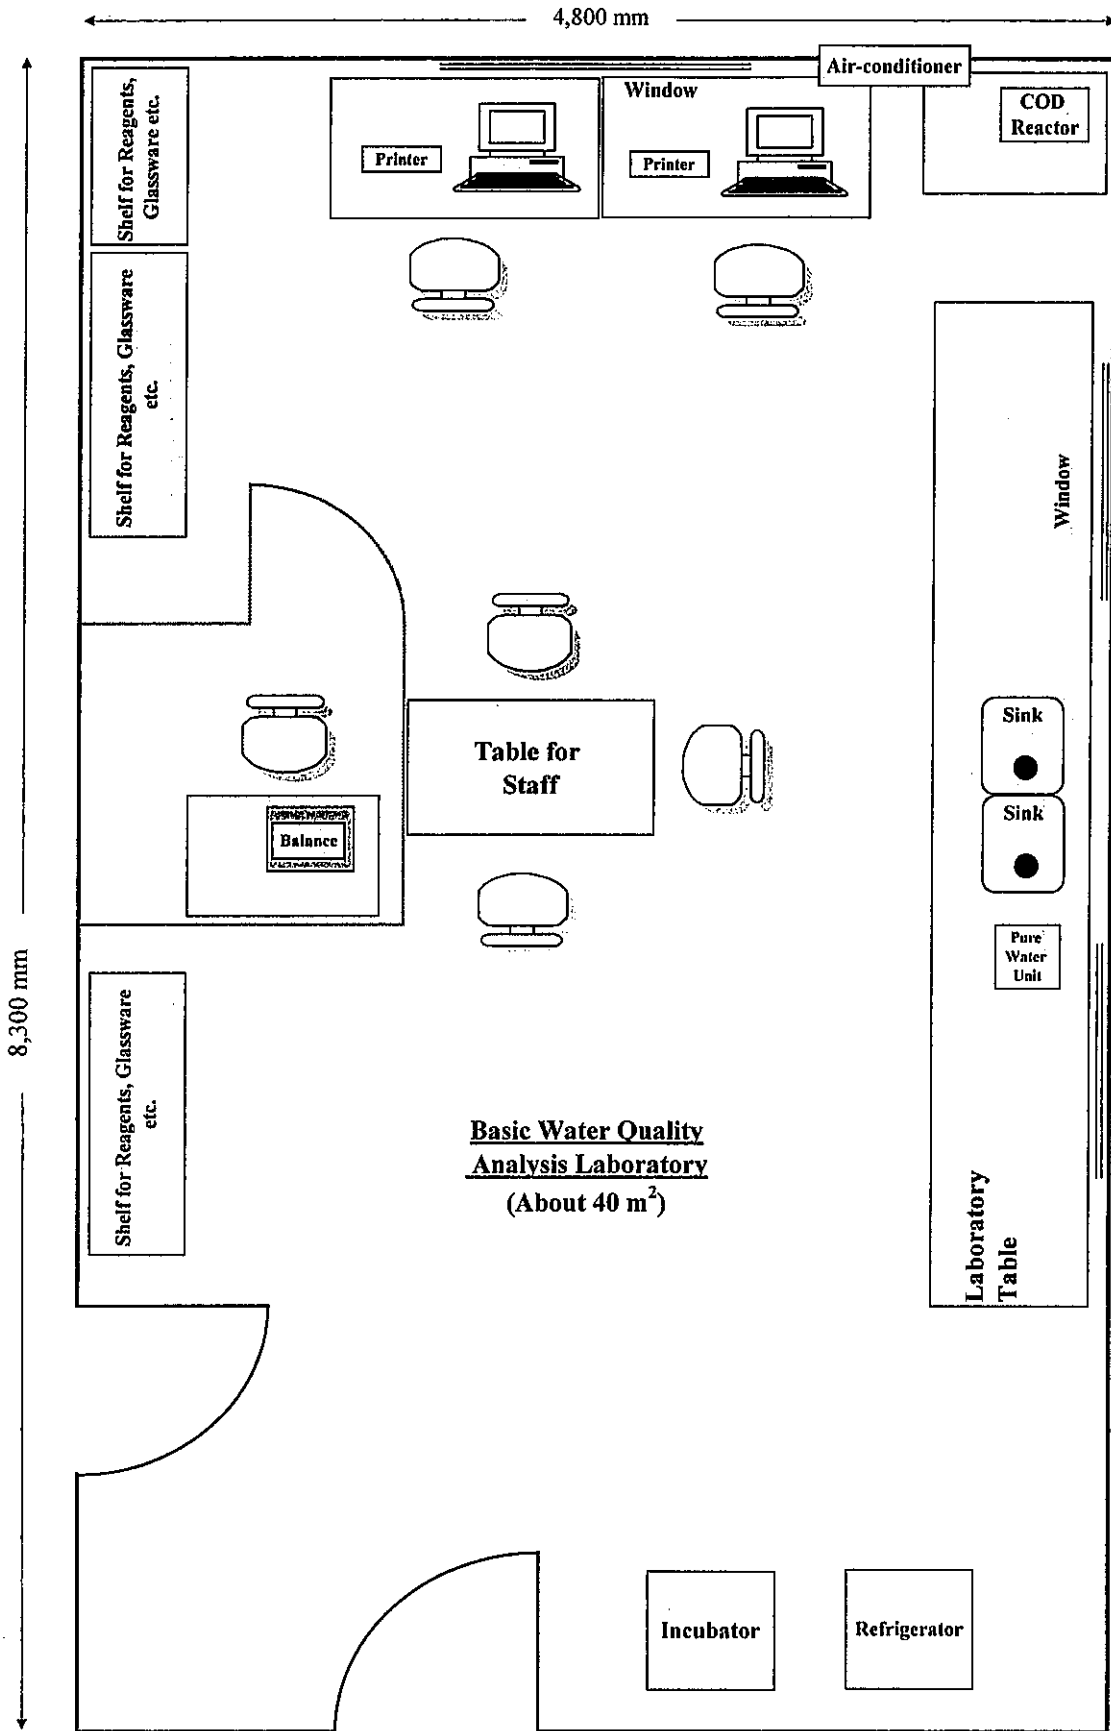 4,800 mm
Air-conditioner
Window
COD
Reactor
Printer
Printer
Shelf for Reagents,
Glassware etc.
Shelf for Reagents, Glassware
etc.
Window
Sink
Table for
Staff
Sink
Balance
Pure
Water
Unit
8,300 mm
Shelf for Reagents, Glassware
etc.
Basic Water Quality
Analysis Laboratory
(About 40 m²)
Laboratory
Table
Incubator
Refrigerator